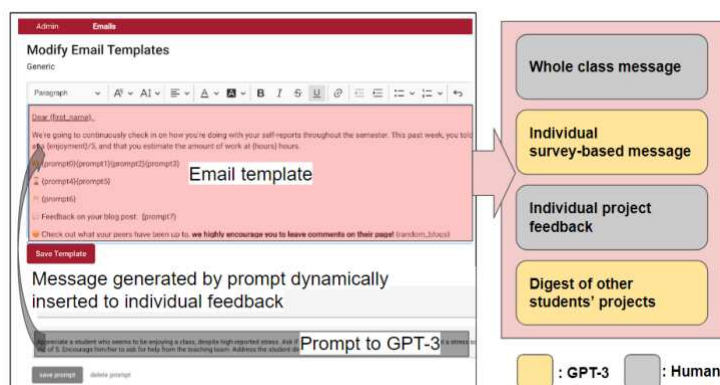 Admin Emails
Modify Email Templates
Generic
Paragraph
B I S U
Dear {first_name},
We're going to continuously check in on how you're doing with your self-reports throughout the semester. This past week, you told
{enjoyment}/5, and that you estimate the amount of work at {hours} hours.
{prompt0}{prompt1}{prompt2}{prompt3}
{prompt4}{prompt5}
Email template
{prompt6}
Feedback on your blog post: {prompt7}
Check out what your peers have been up to, we highly encourage you to leave comments on their page! {random_blogs}
Save Template
Message generated by prompt dynamically
inserted to individual feedback
Appreciate a student who seems to be enjoying a class, despite high reported stress. Ask if
Prompt to GPT-3
t a stress
ing of 5. Encourage him/her to ask for help from the teaching team. Address the student
save prompt delete prompt
Whole class message
Individual
survey-based message
Individual project
feedback
Digest of other
students' projects
: GPT-3 : Human